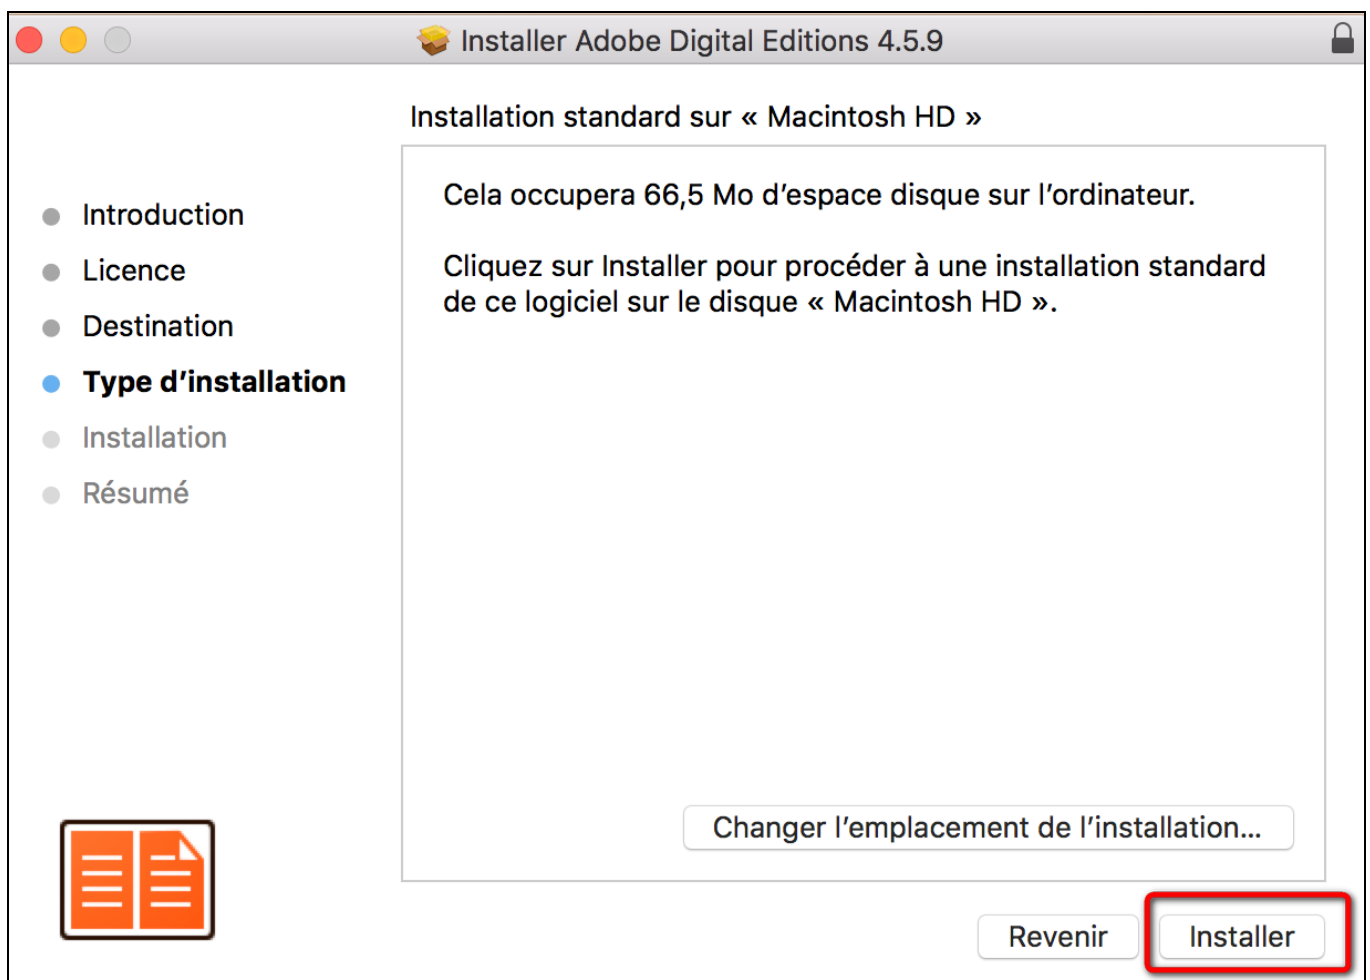 Installer Adobe Digital Editions 4.5.9
Installation standard sur « Macintosh HD »
Introduction
Licence
Destination
Type d’installation
Installation
Résumé
Cela occupera 66,5 Mo d’espace disque sur l’ordinateur.
Cliquez sur Installer pour procéder à une installation standard
de ce logiciel sur le disque « Macintosh HD ».
Changer l’emplacement de l’installation...
Revenir
Installer